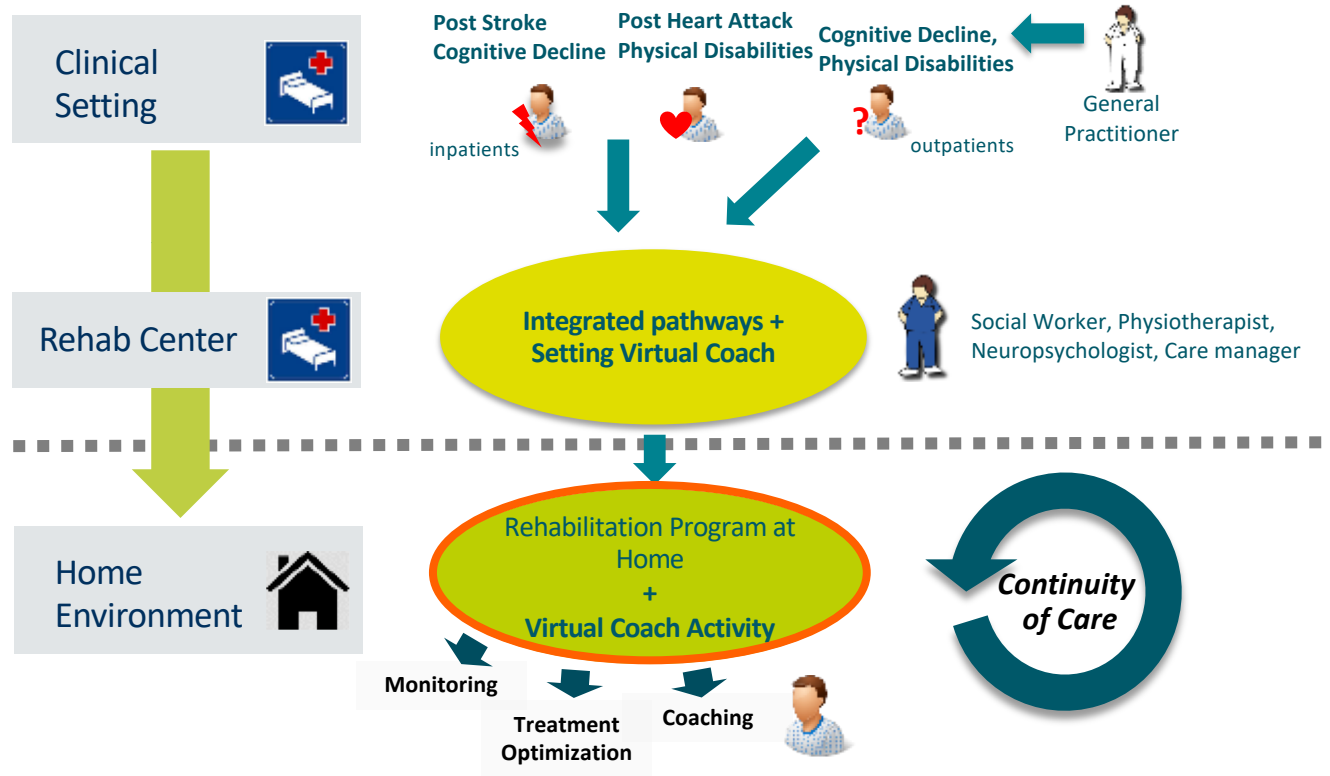 Clinical
Setting
Post Stroke
Cognitive Decline
Post Heart Attack
Physical Disabilities
Cognitive Decline,
Physical Disabilities
General
Practitioner
inpatients
?
outpatients
Rehab Center
Integrated pathways +
Setting Virtual Coach
Social Worker, Physiotherapist,
Neuropsychologist, Care manager
Home
Environment
Rehabilitation Program at
Home
+
Virtual Coach Activity
Continuity
of Care
Monitoring
Treatment
Optimization
Coaching